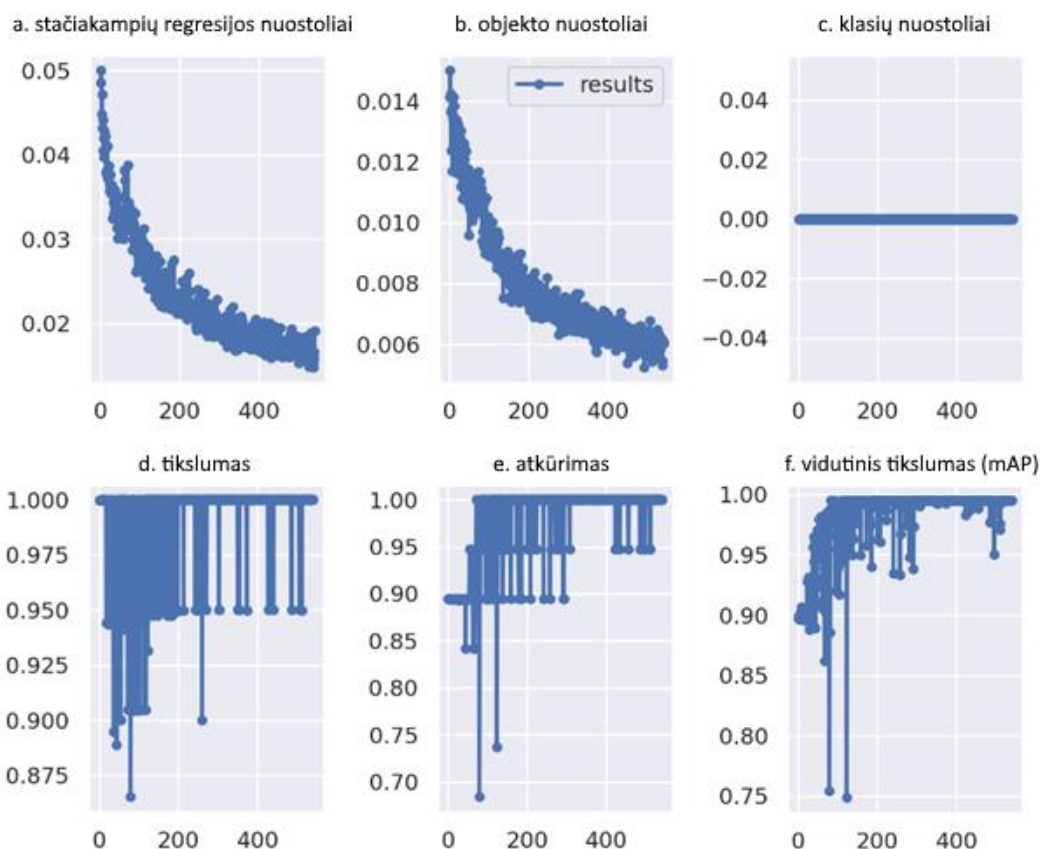 a. stačiakampių regresijos nuostoliai
b. objekto nuostoliai
c. klasių nuostoliai
0.05
0.04
0.03
0.02
0 200 400
results
0.014
0.012
0.010
0.008
0.006
0 200 400
0.04
0.02
0.00
−0.02
−0.04
0 200 400
d. tikslumas
e. atkūrimas
f. vidutinis tikslumas (mAP)
1.000
0.975
0.950
0.925
0.900
0.875
0 200 400
1.00
0.95
0.90
0.85
0.80
0.75
0.70
0 200 400
1.00
0.95
0.90
0.85
0.80
0.75
0 200 400